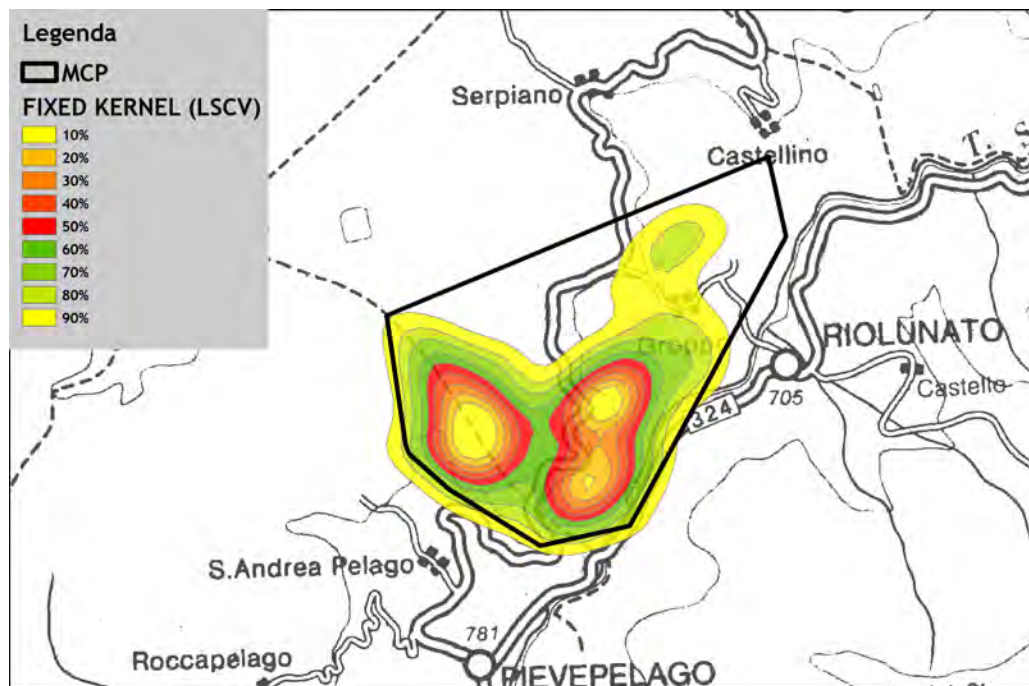 Legenda
MCP
FIXED KERNEL (LSCV)
10%
20%
30%
40%
50%
60%
70%
80%
90%
Serpiano
Castellino
T. S
RIOLUNATO
Castello
705
324
S.Andrea Pelago
781
Roccapelago
PIEVEPELAGO